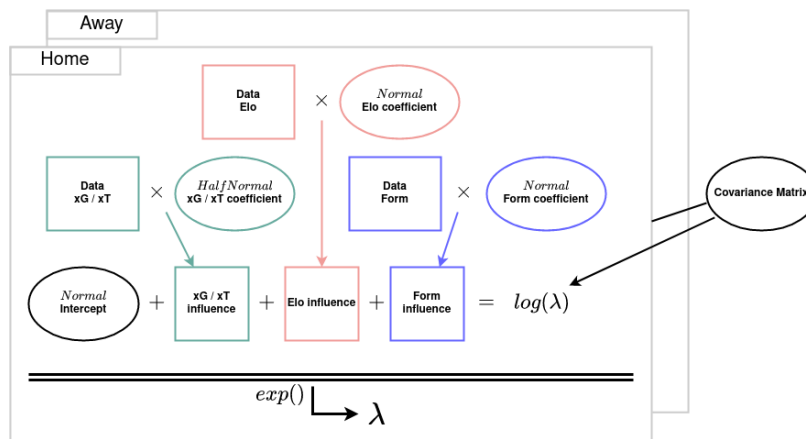 Away
Home
Data
Elo
×
Normal
Elo coefficient
Data
xG / xT
×
HalfNormal
xG / xT coefficient
Data
Form
×
Normal
Form coefficient
Covariance Matrix
Normal
Intercept
+
xG / xT
influence
+
Elo influence
+
Form
influence
= log(λ)
exp()
λ